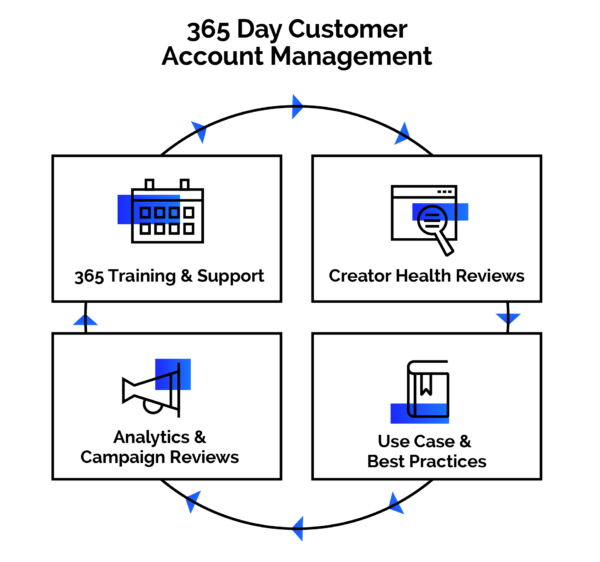 365 Day Customer
Account Management
365 Training & Support
Creator Health Reviews
Analytics &
Campaign Reviews
Use Case &
Best Practices